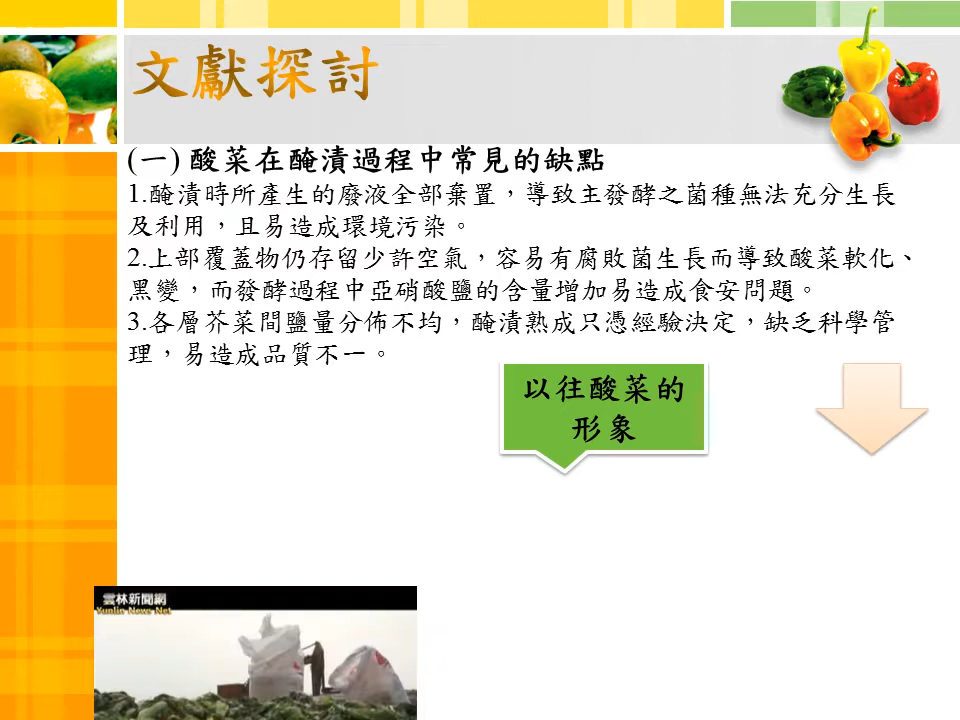 文獻探討
(一) 酸菜在醃漬過程中常見的缺點
1.醃漬時所產生的廢液全部棄置，導致主發酵之菌種無法充分生長
及利用，且易造成環境污染。
2.上部覆蓋物仍存留少許空氣，容易有腐敗菌生長而導致酸菜軟化、
黑變，而發酵過程中亞硝酸鹽的含量增加易造成食安問題。
3.各層芥菜間鹽量分佈不均，醃漬熟成只憑經驗決定，缺乏科學管
理，易造成品質不一。
以往酸菜的
形象
雲林新聞網
Yunlin News Net